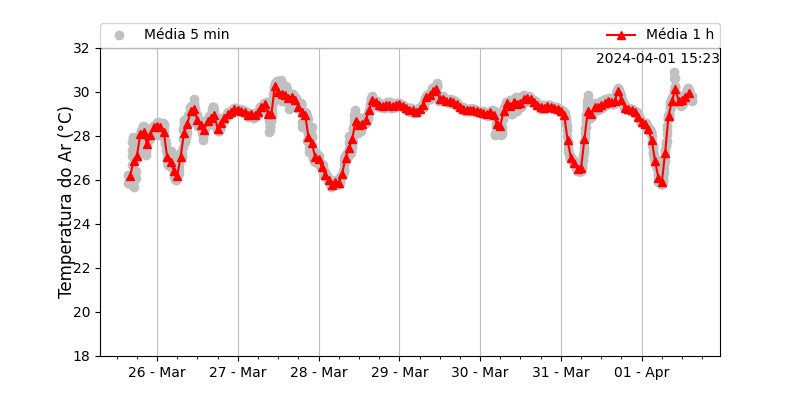 Média 5 min
Média 1 h
2024-04-01 15:23
Temperatura do Ar (°C)
32
30
28
26
24
22
20
18
26 - Mar
27 - Mar
28 - Mar
29 - Mar
30 - Mar
31 - Mar
01 - Apr